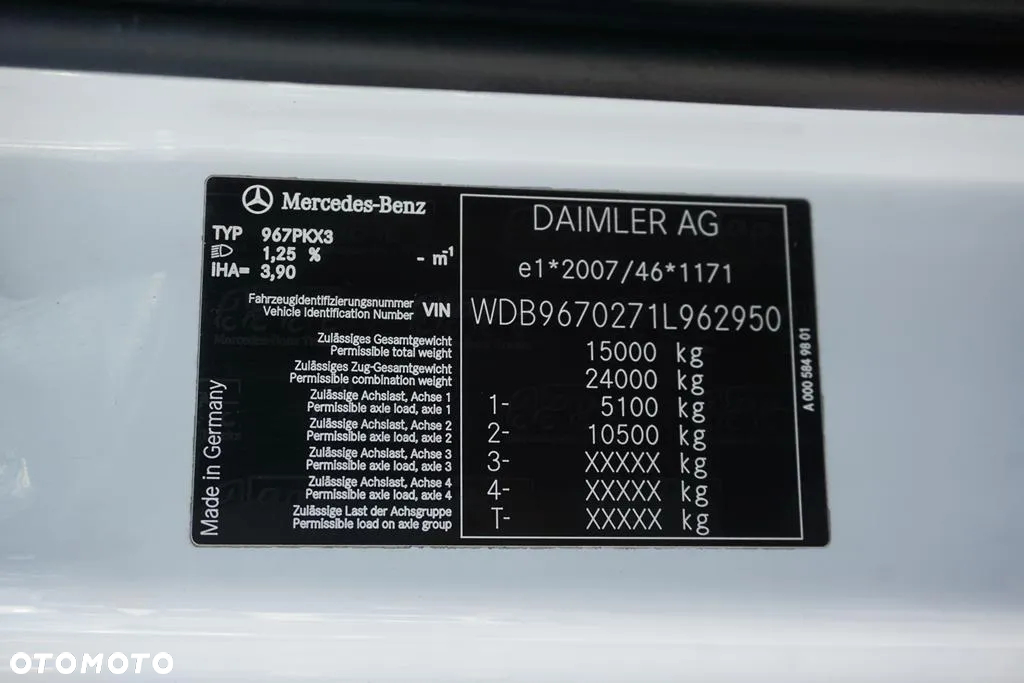 Mercedes-Benz
TYP 967PKX3
1,25 % - m⁻¹
IHA= 3,90
Fahrzeugidentifizierungsnummer
Vehicle Identification Number VIN
Zulässiges Gesamtgewicht
Permissible total weight
Zulässiges Zug-Gesamtgewicht
Permissible combination weight
Zulässige Achslast, Achse 1
Permissible axle load, axle 1
Zulässige Achslast, Achse 2
Permissible axle load, axle 2
Zulässige Achslast, Achse 3
Permissible axle load, axle 3
Zulässige Achslast, Achse 4
Permissible axle load, axle 4
Zulässige Last der Achsgruppe
Permissible load on axle group
Made in Germany
DAIMLER AG
e1*2007/46*1171
WDB9670271L962950
15000 kg
24000 kg
1- 5100 kg
2- 10500 kg
3- XXXXX kg
4- XXXXX kg
T- XXXXX kg
A 000 584 98 01
OTOMOTO